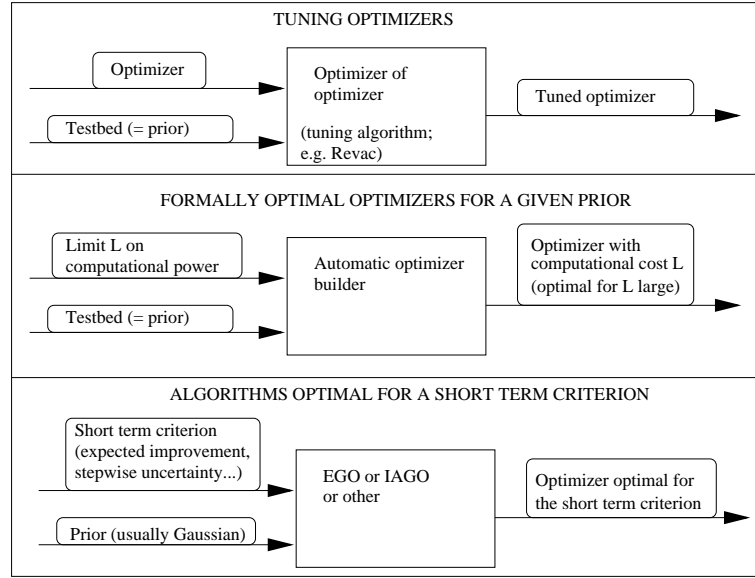 TUNING OPTIMIZERS
Optimizer
Testbed (= prior)
Optimizer of
optimizer
(tuning algorithm;
e.g. Revac)
Tuned optimizer
FORMALLY OPTIMAL OPTIMIZERS FOR A GIVEN PRIOR
Limit L on
computational power
Testbed (= prior)
Automatic optimizer
builder
Optimizer with
computational cost L
(optimal for L large)
ALGORITHMS OPTIMAL FOR A SHORT TERM CRITERION
Short term criterion
(expected improvement,
stepwise uncertainty...)
Prior (usually Gaussian)
EGO or IAGO
or other
Optimizer optimal for
the short term criterion